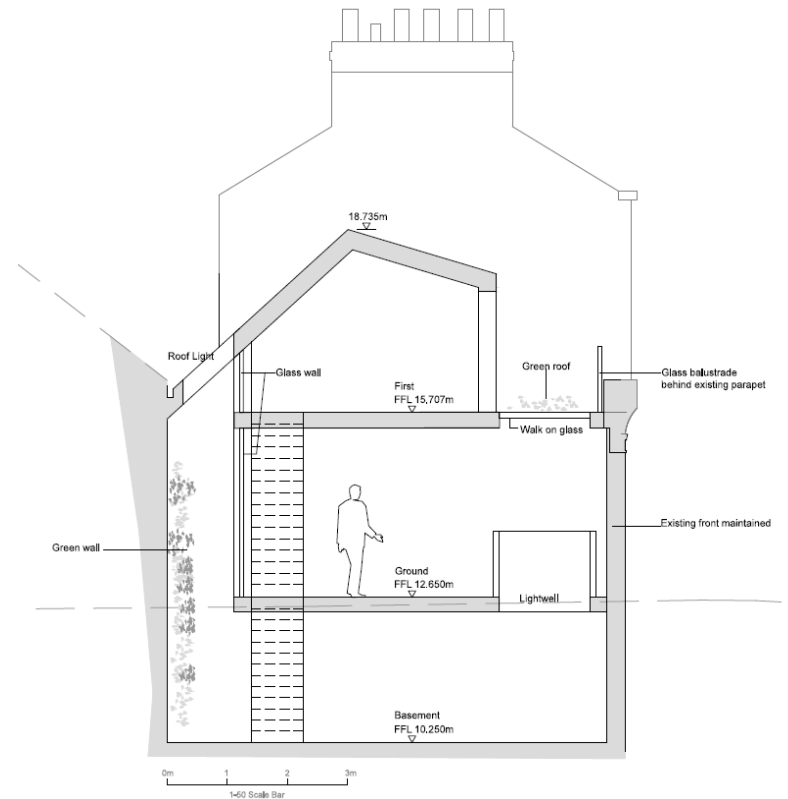 18.735m
Roof Light
Glass wall
Green roof
Glass balustrade
behind existing parapet
First
FFL 15,707m
Walk on glass
Existing front maintained
Green wall
Ground
FFL 12.650m
Lightwell
Basement
FFL 10.250m
0m 1 2 3m
1-50 Scale Bar